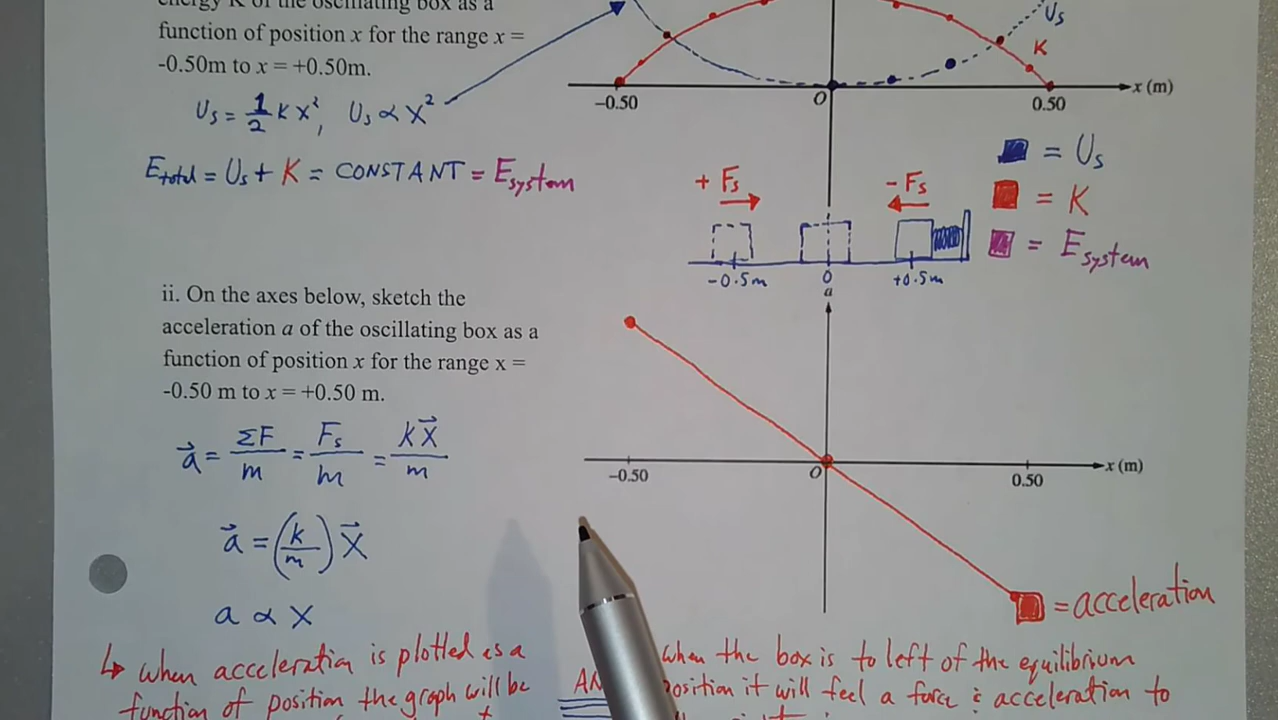 energy K of the oscillating box as a
function of position x for the range x =
-0.50m to x = +0.50m.
Us = 1/2 K X², Us ∝ X²
Etotal = Us + K = CONSTANT = Esystem
Us
K
-0.50
O
0.50
x (m)
= Us
= K
= Esystem
+ Fs
- Fs
-0.5m
0
+0.5m
ii. On the axes below, sketch the
acceleration a of the oscillating box as a
function of position x for the range x =
-0.50 m to x = +0.50 m.
a⃗ = ΣF/m = Fs/m = kx⃗/m
a⃗ = (k/m) X⃗
a ∝ X
a
-0.50
O
0.50
x (m)
= acceleration
↳ when acceleration is plotted as a
function of position the graph will be
when the box is to left of the equilibrium
position it will feel a force & acceleration to